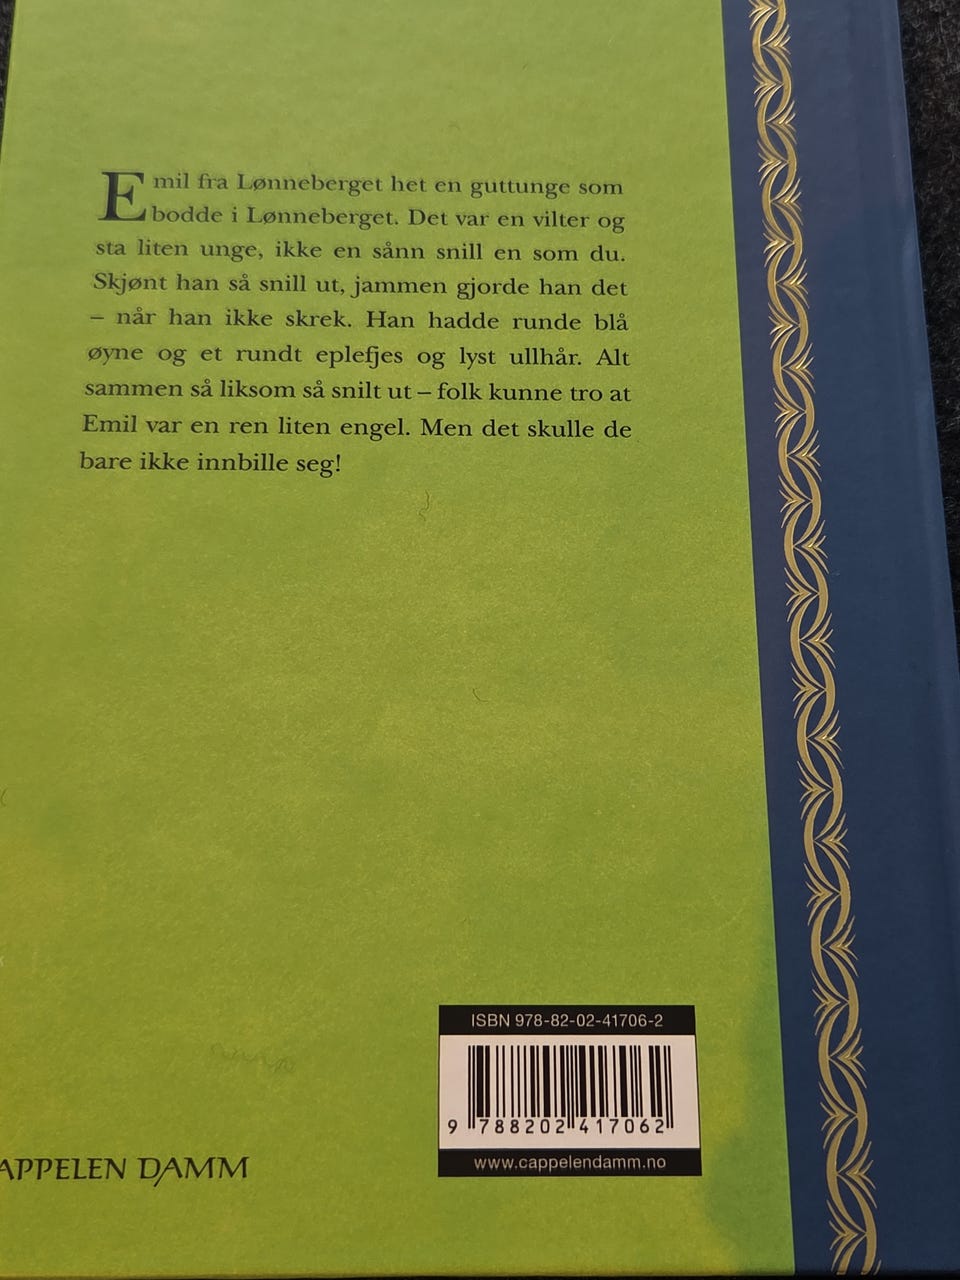 Emil fra Lønneberget het en guttunge som
bodde i Lønneberget. Det var en vilter og
sta liten unge, ikke en sånn snill en som du.
Skjønt han så snill ut, jammen gjorde han det
– når han ikke skrek. Han hadde runde blå
øyne og et rundt eplefjes og lyst ullhår. Alt
sammen så liksom så snilt ut – folk kunne tro at
Emil var en ren liten engel. Men det skulle de
bare ikke innbille seg!
ISBN 978-82-02-41706-2
9 788202 417062
www.cappelendamm.no
APPELEN DAMM